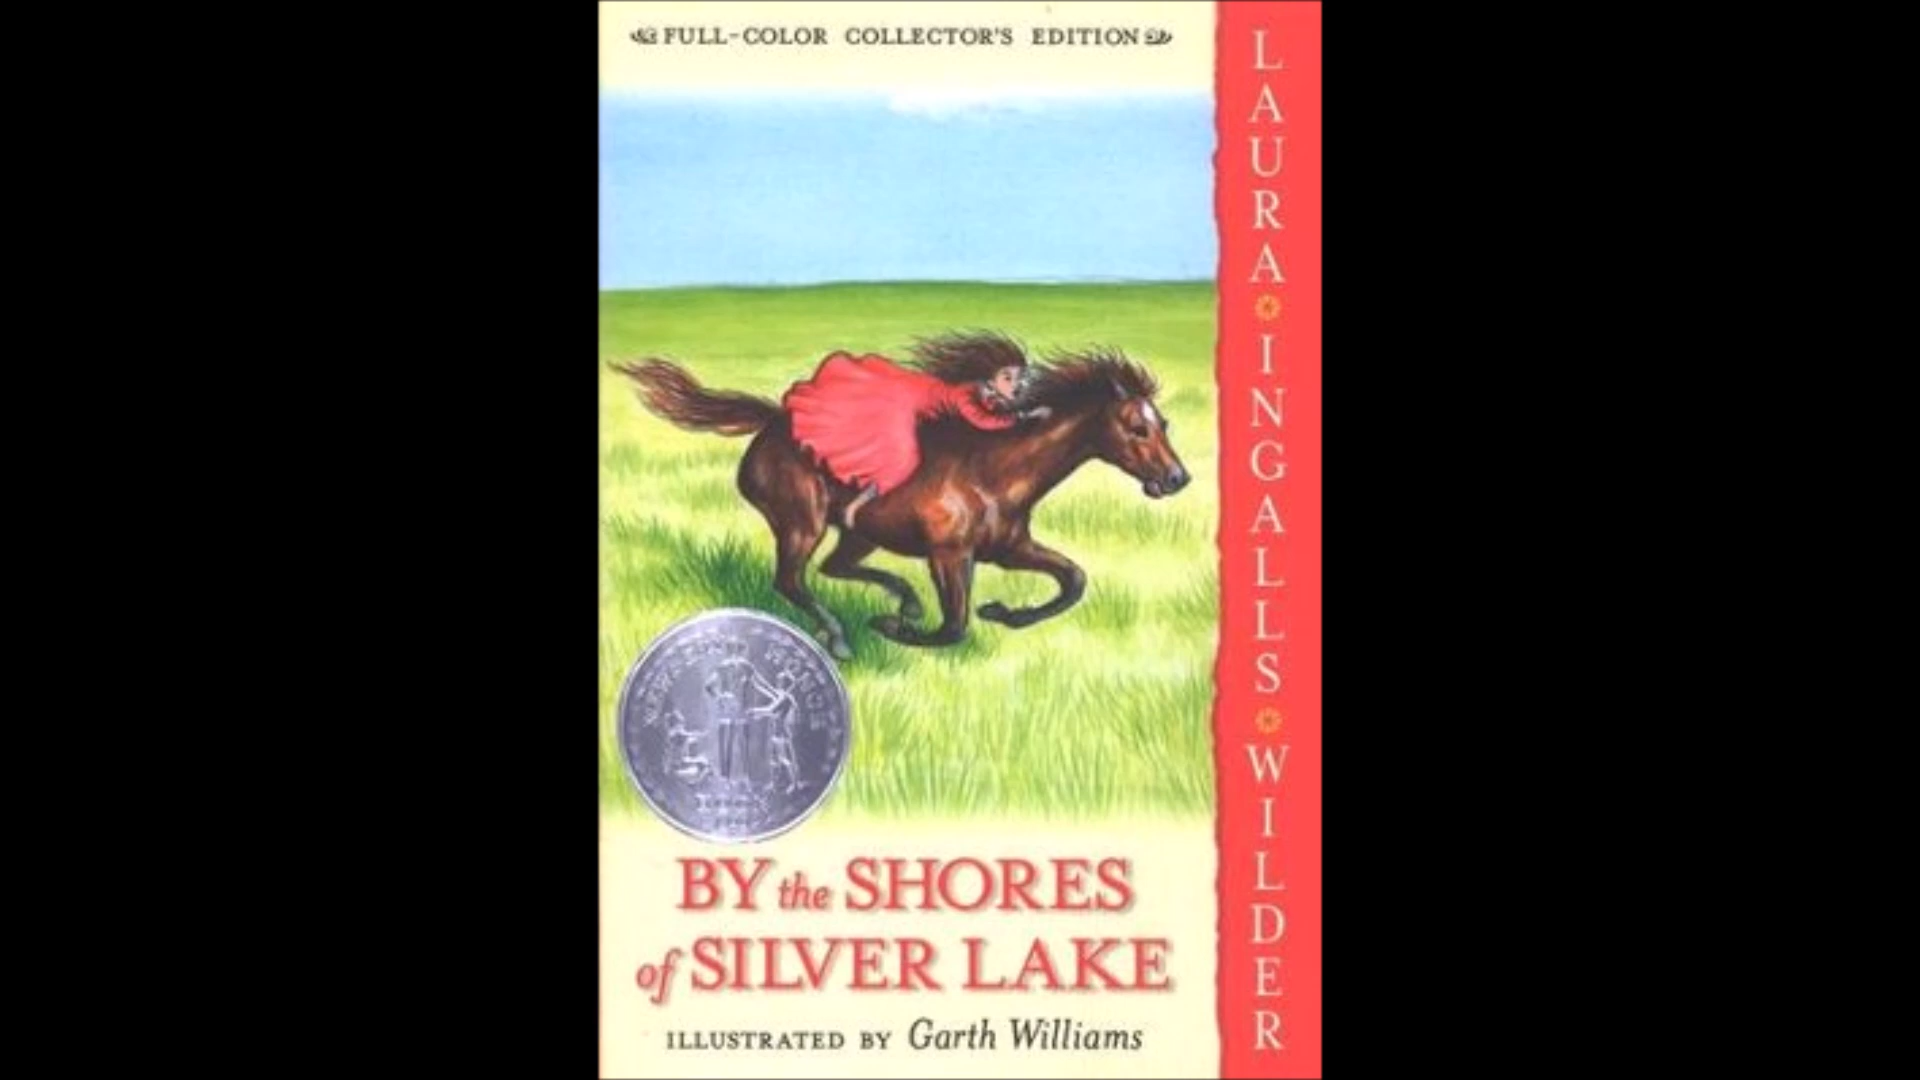 FULL-COLOR COLLECTOR'S EDITION
LAURA INGALLS WILDER
BY the SHORES
of SILVER LAKE
ILLUSTRATED BY Garth Williams